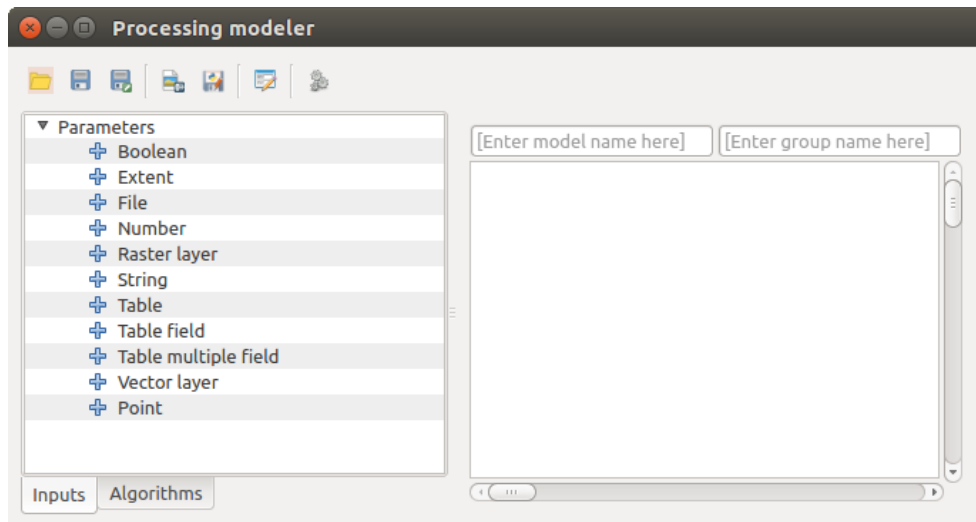 Processing modeler
Parameters
Boolean
Extent
File
Number
Raster layer
String
Table
Table field
Table multiple field
Vector layer
Point
Inputs Algorithms
[Enter model name here] [Enter group name here]